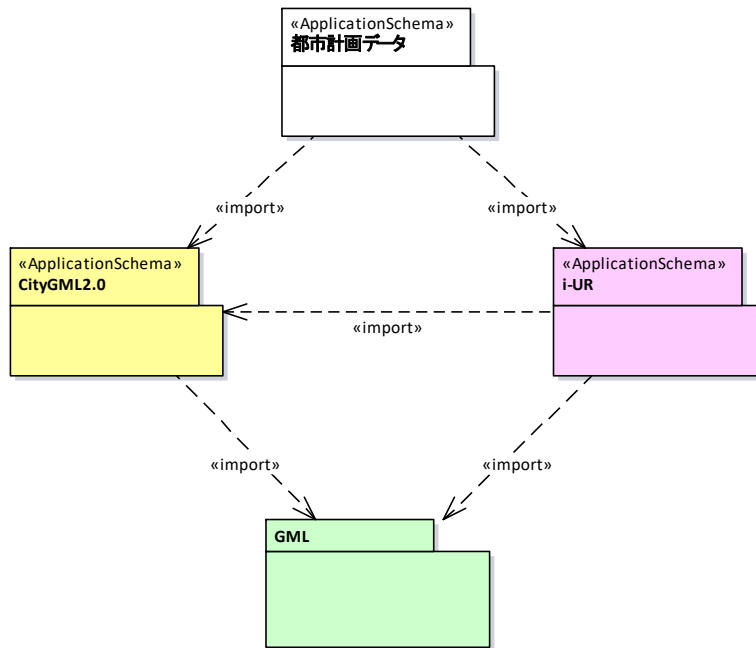 «ApplicationSchema»
都市計画データ
«import»
«import»
«ApplicationSchema»
CityGML2.0
«ApplicationSchema»
i-UR
«import»
«import»
«import»
GML